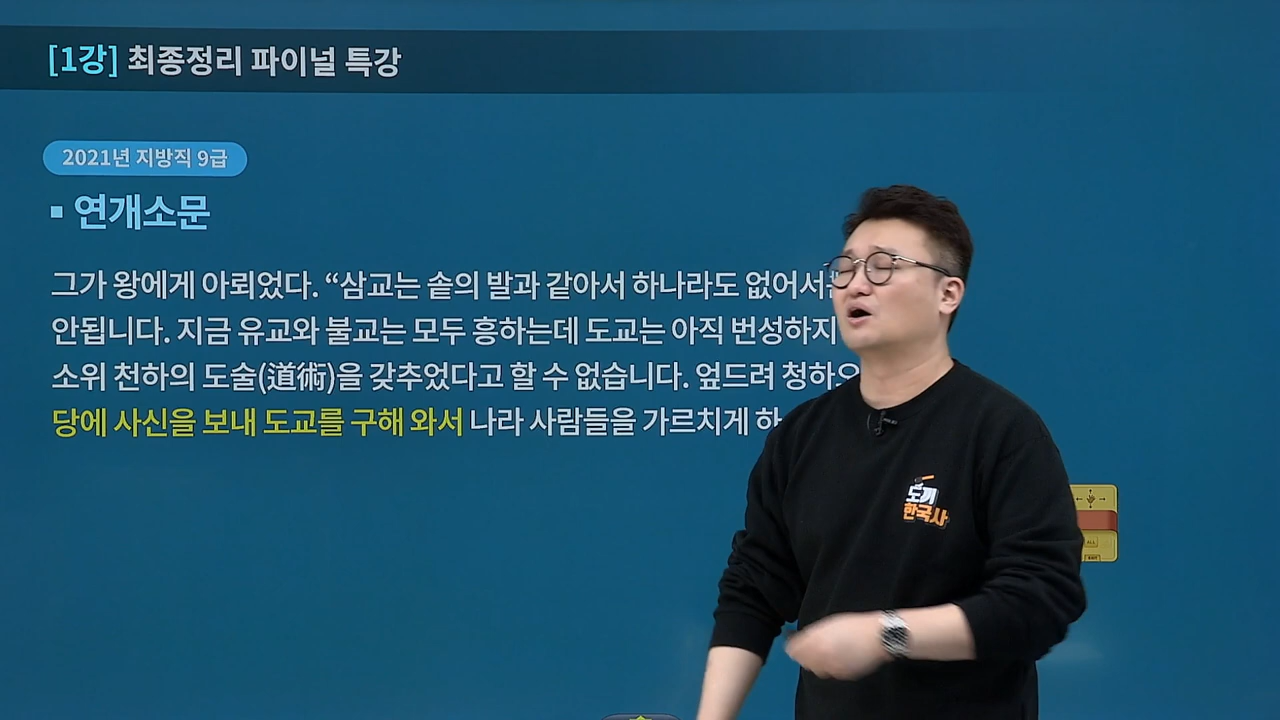 [1강] 최종정리 파이널 특강
2021년 지방직 9급
▪ 연개소문
그가 왕에게 아뢰었다. “삼교는 솥의 발과 같아서 하나라도 없어서
안됩니다. 지금 유교와 불교는 모두 흥하는데 도교는 아직 번성하지
소위 천하의 도술(道術)을 갖추었다고 할 수 없습니다. 엎드려 청하
당에 사신을 보내 도교를 구해 와서 나라 사람들을 가르치게 하
도끼
한국사